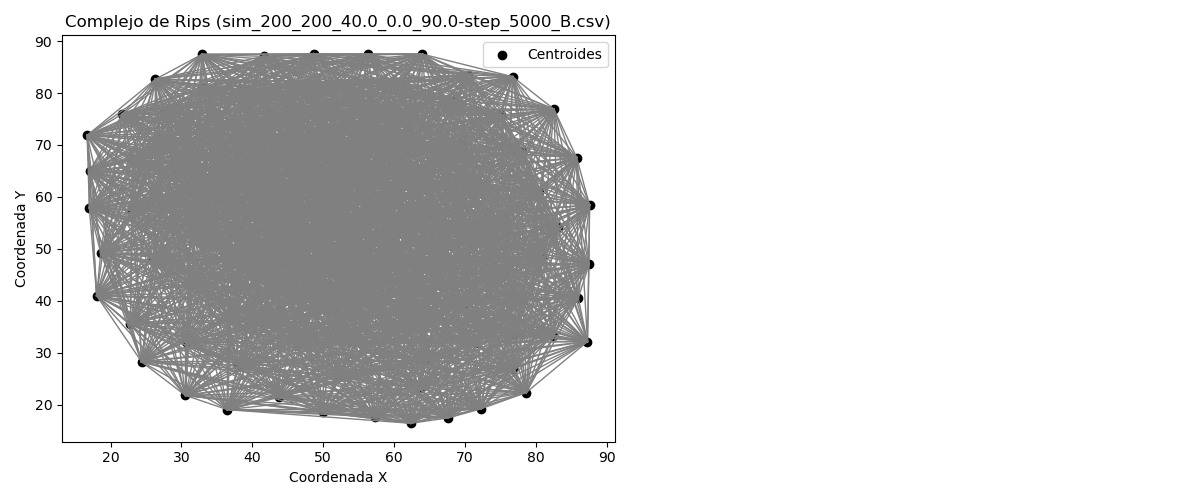 Complejo de Rips (sim_200_200_40.0_0.0_90.0-step_5000_B.csv)
Centroides
90
80
70
60
50
40
30
20
Coordenada Y
20 30 40 50 60 70 80 90
Coordenada X